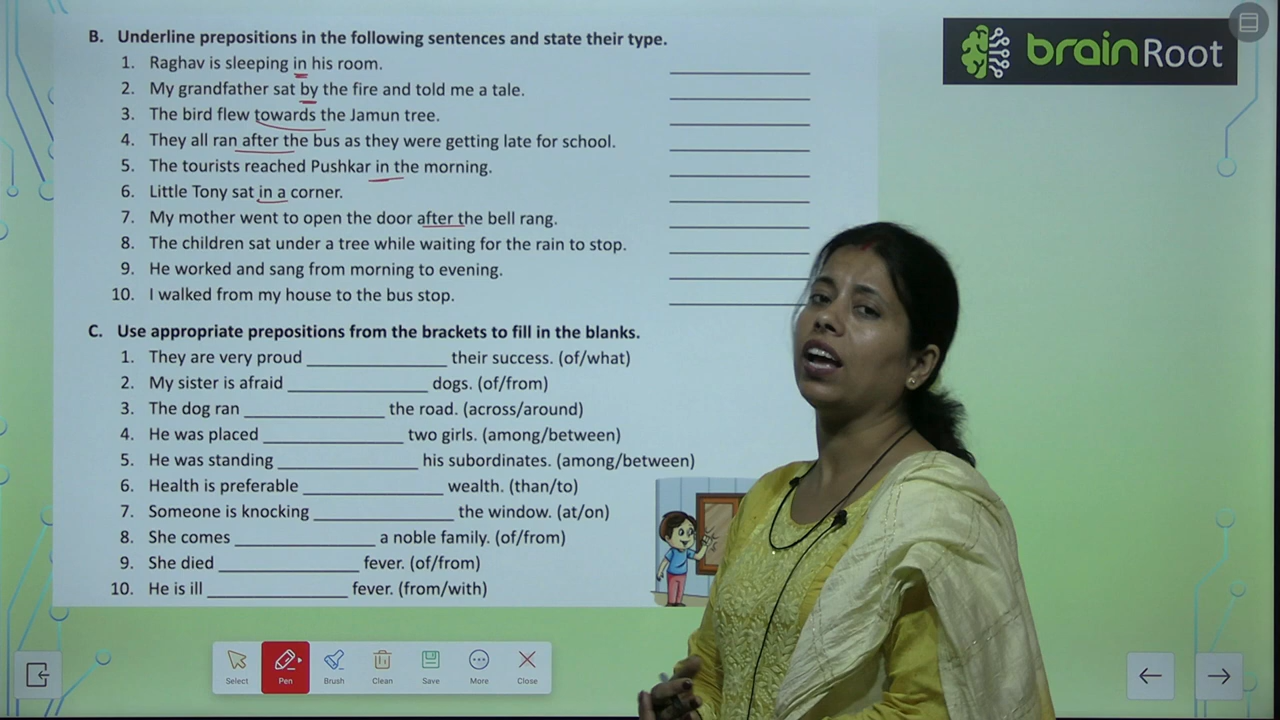 B. Underline prepositions in the following sentences and state their type.
1. Raghav is sleeping in his room.
2. My grandfather sat by the fire and told me a tale.
3. The bird flew towards the Jamun tree.
4. They all ran after the bus as they were getting late for school.
5. The tourists reached Pushkar in the morning.
6. Little Tony sat in a corner.
7. My mother went to open the door after the bell rang.
8. The children sat under a tree while waiting for the rain to stop.
9. He worked and sang from morning to evening.
10. I walked from my house to the bus stop.
C. Use appropriate prepositions from the brackets to fill in the blanks.
1. They are very proud ______________ their success. (of/what)
2. My sister is afraid ______________ dogs. (of/from)
3. The dog ran ______________ the road. (across/around)
4. He was placed ______________ two girls. (among/between)
5. He was standing ______________ his subordinates. (among/between)
6. Health is preferable ______________ wealth. (than/to)
7. Someone is knocking ______________ the window. (at/on)
8. She comes ______________ a noble family. (of/from)
9. She died ______________ fever. (of/from)
10. He is ill ______________ fever. (from/with)
brainRoot
Select Pen Brush Clean Save More Close